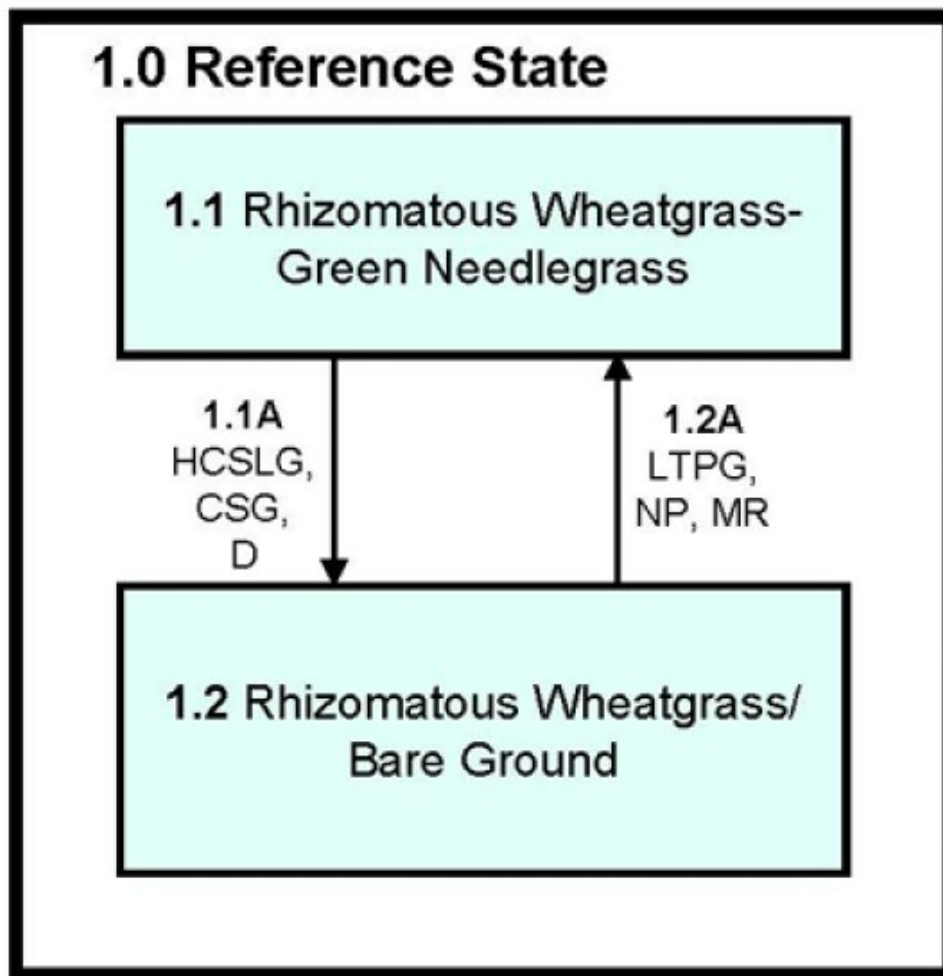 1.0 Reference State
1.1 Rhizomatous Wheatgrass-
Green Needlegrass
1.1A
HCSLG,
CSG,
D
1.2A
LTPG,
NP, MR
1.2 Rhizomatous Wheatgrass/
Bare Ground